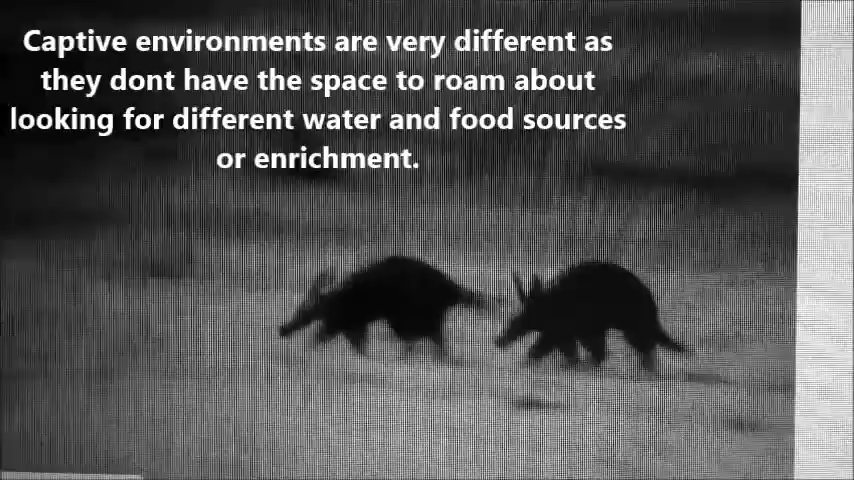 Captive environments are very different as
they dont have the space to roam about
looking for different water and food sources
or enrichment.